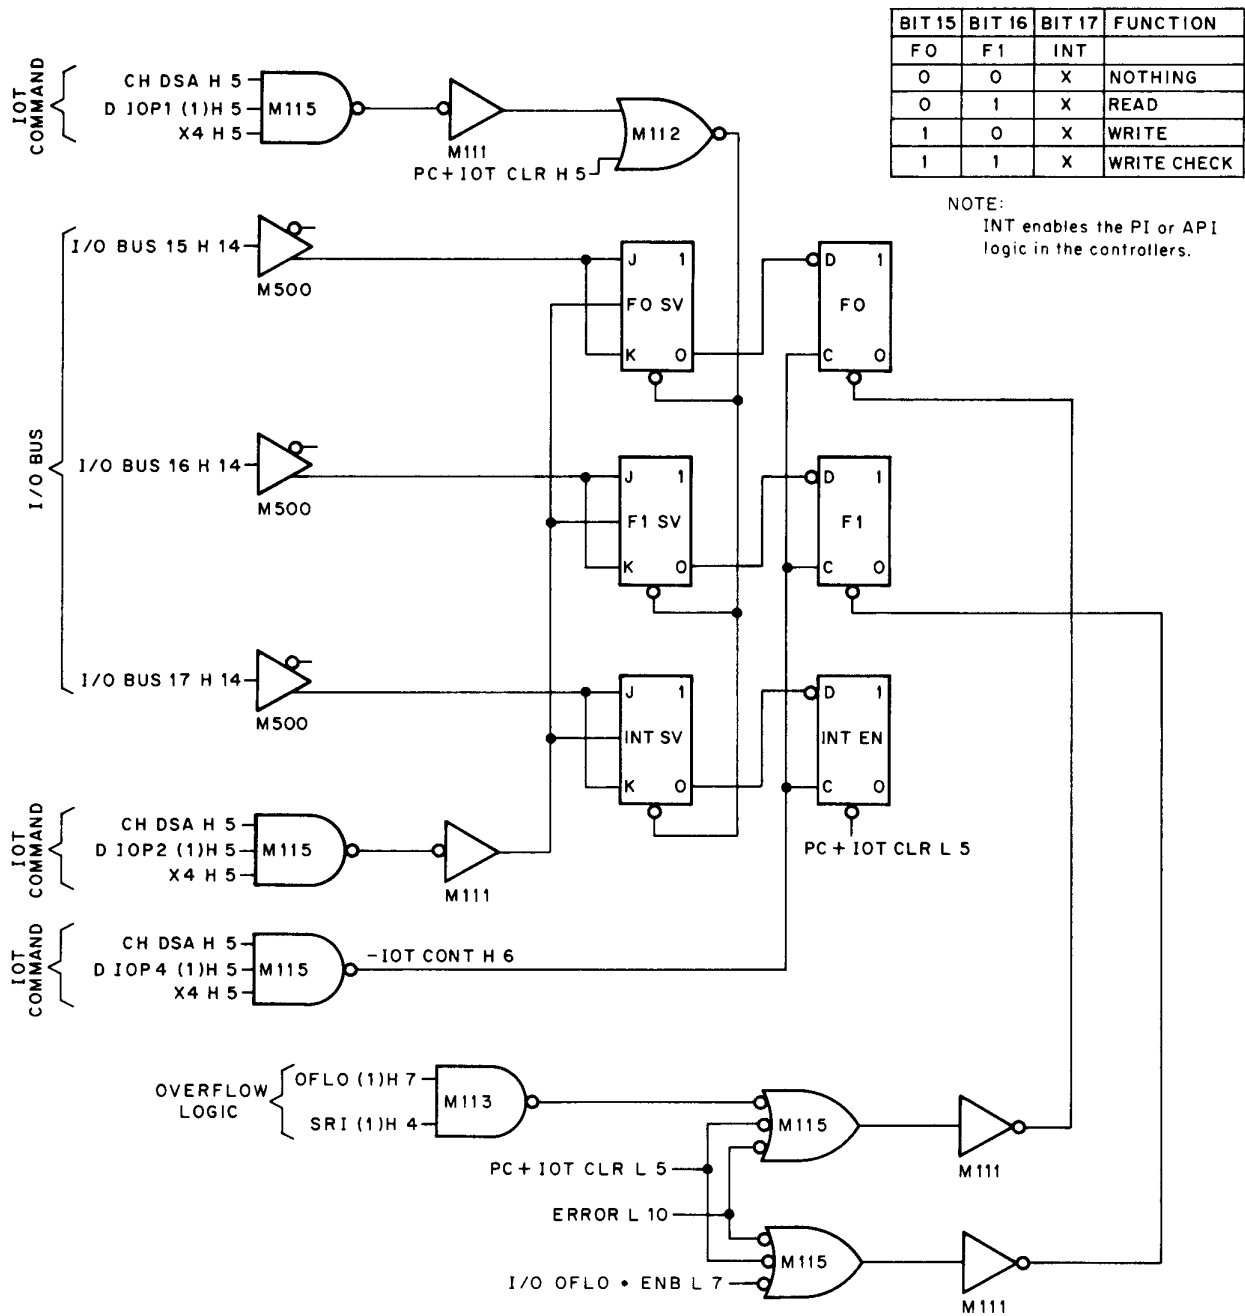 BIT 15 BIT 16 BIT 17 FUNCTION
F0 F1 INT
0 0 X NOTHING
0 1 X READ
1 0 X WRITE
1 1 X WRITE CHECK
NOTE:
INT enables the PI or API
logic in the controllers.
IOT
COMMAND
CH DSA H 5
D IOP1 (1)H 5
X4 H 5
M115
M111
PC+IOT CLR H 5
M112
I/O BUS
I/O BUS 15 H 14
M500
J 1
F0 SV
K 0
D 1
F0
C 0
I/O BUS 16 H 14
M500
J 1
F1 SV
K 0
D 1
F1
C 0
I/O BUS 17 H 14
M500
J 1
INT SV
K 0
D 1
INT EN
C 0
PC+IOT CLR L 5
IOT
COMMAND
CH DSA H 5
D IOP2 (1)H 5
X4 H 5
M115
M111
IOT
COMMAND
CH DSA H 5
D IOP4 (1)H 5
X4 H 5
M115
-IOT CONT H 6
OVERFLOW
LOGIC
OFLO (1)H 7
SRI (1)H 4
M113
M115
M111
PC+IOT CLR L 5
ERROR L 10
I/O OFLO • ENB L 7
M115
M111